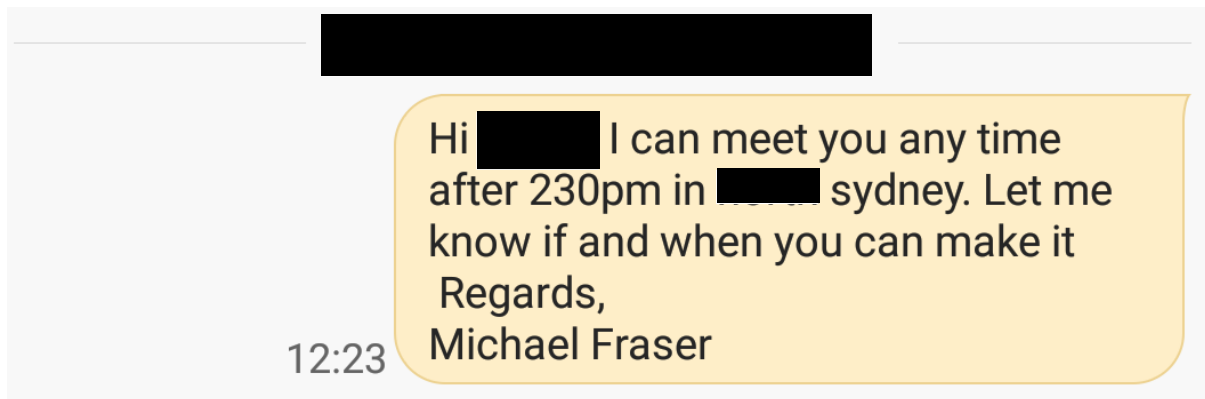 Hi I can meet you any time
after 230pm in sydney. Let me
know if and when you can make it
Regards,
Michael Fraser
12:23